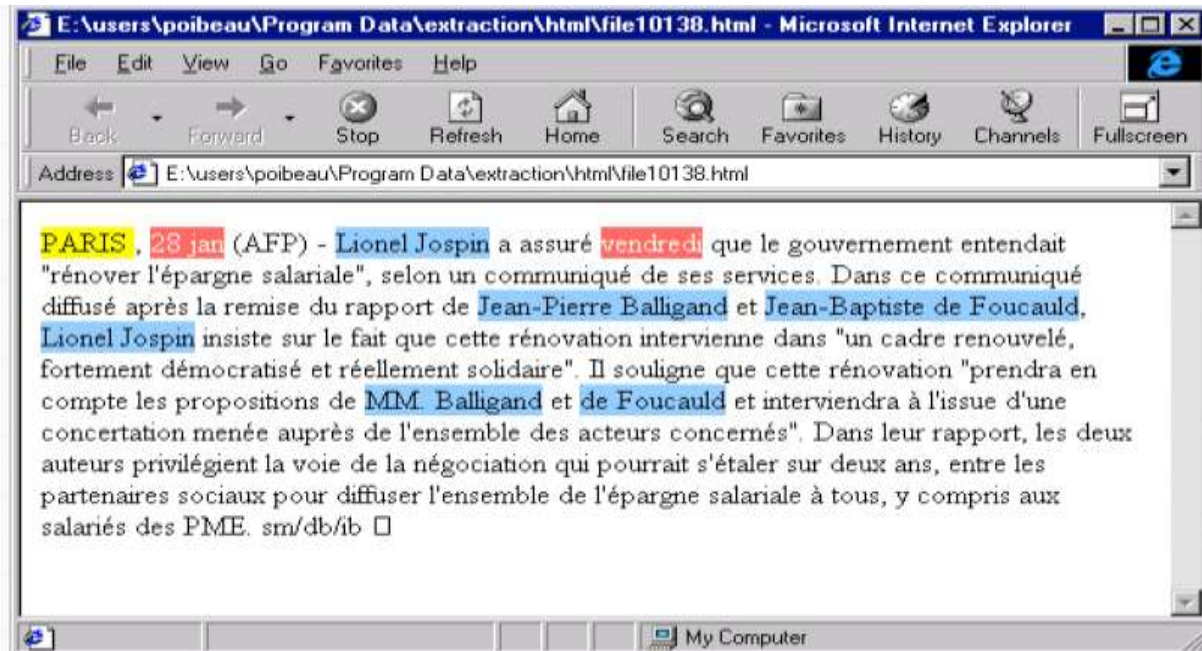 E:\users\poibeau\Program Data\extraction\html\file10138.html - Microsoft Internet Explorer
File Edit View Go Favorites Help
Back Forward Stop Refresh Home Search Favorites History Channels Fullscreen
Address E:\users\poibeau\Program Data\extraction\html\file10138.html
PARIS , 28 jan (AFP) - Lionel Jospin a assuré vendredi que le gouvernement entendait
"rénover l'épargne salariale", selon un communiqué de ses services. Dans ce communiqué
diffusé après la remise du rapport de Jean-Pierre Balligand et Jean-Baptiste de Foucauld,
Lionel Jospin insiste sur le fait que cette rénovation intervienne dans "un cadre renouvelé,
fortement démocratisé et réellement solidaire". Il souligne que cette rénovation "prendra en
compte les propositions de MM. Balligand et de Foucauld et interviendra à l'issue d'une
concertation menée auprès de l'ensemble des acteurs concernés". Dans leur rapport, les deux
auteurs privilégient la voie de la négociation qui pourrait s'étaler sur deux ans, entre les
partenaires sociaux pour diffuser l'ensemble de l'épargne salariale à tous, y compris aux
salariés des PME. sm/db/ib
My Computer